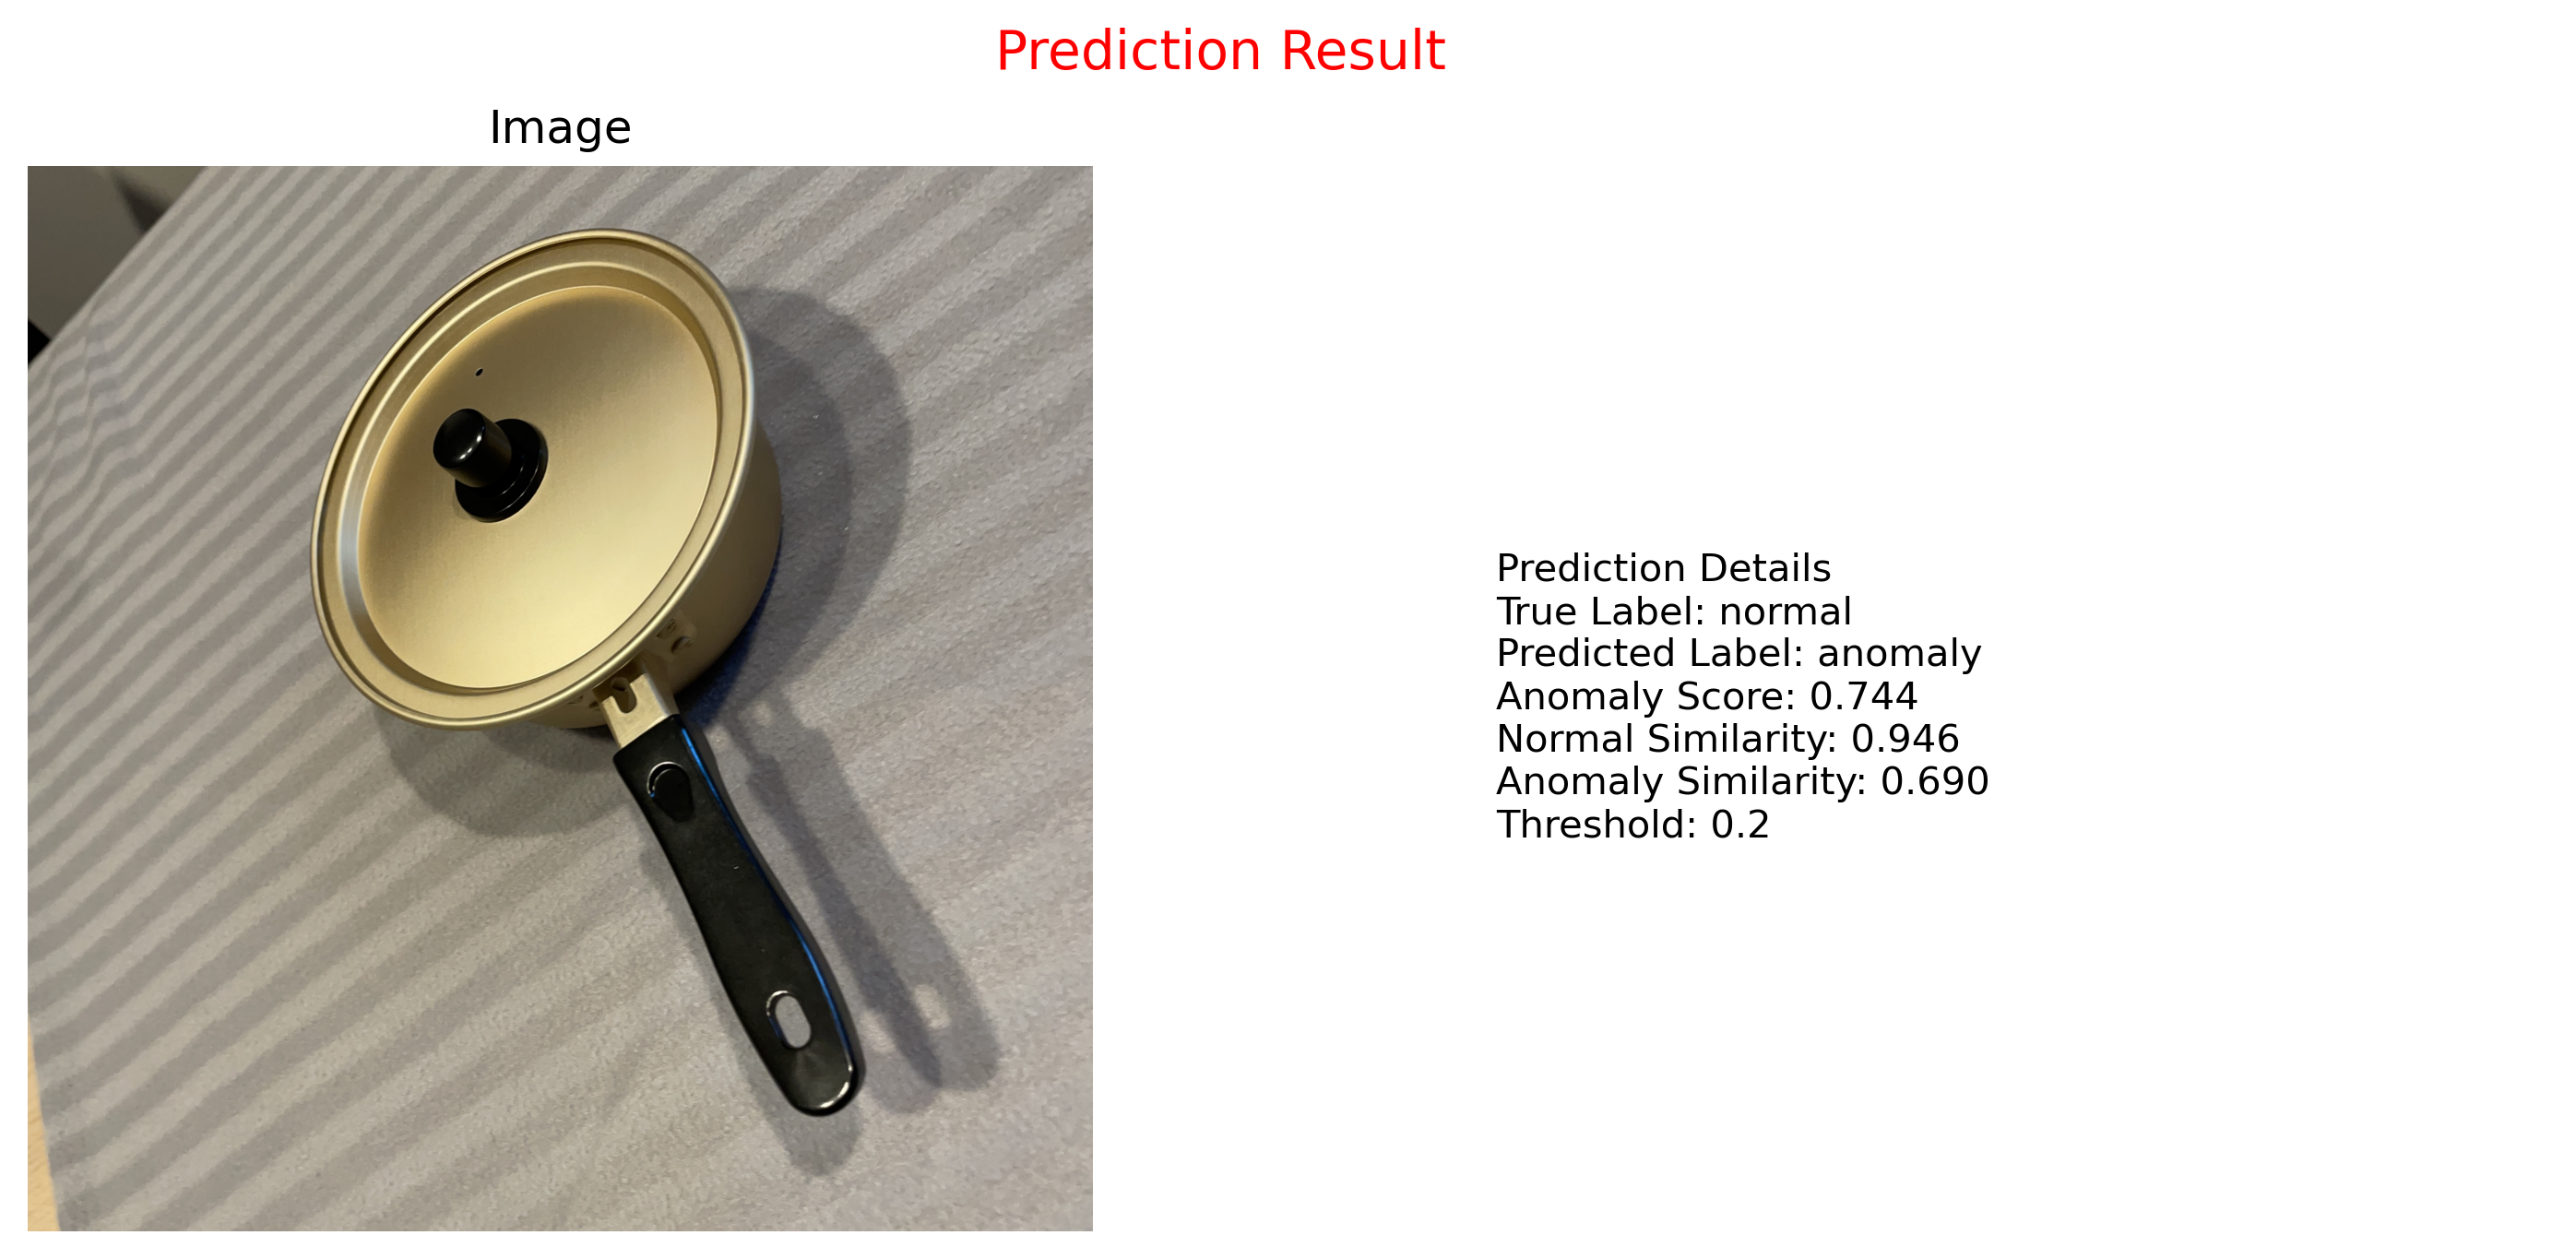 Prediction Result
Image
Prediction Details
True Label: normal
Predicted Label: anomaly
Anomaly Score: 0.744
Normal Similarity: 0.946
Anomaly Similarity: 0.690
Threshold: 0.2